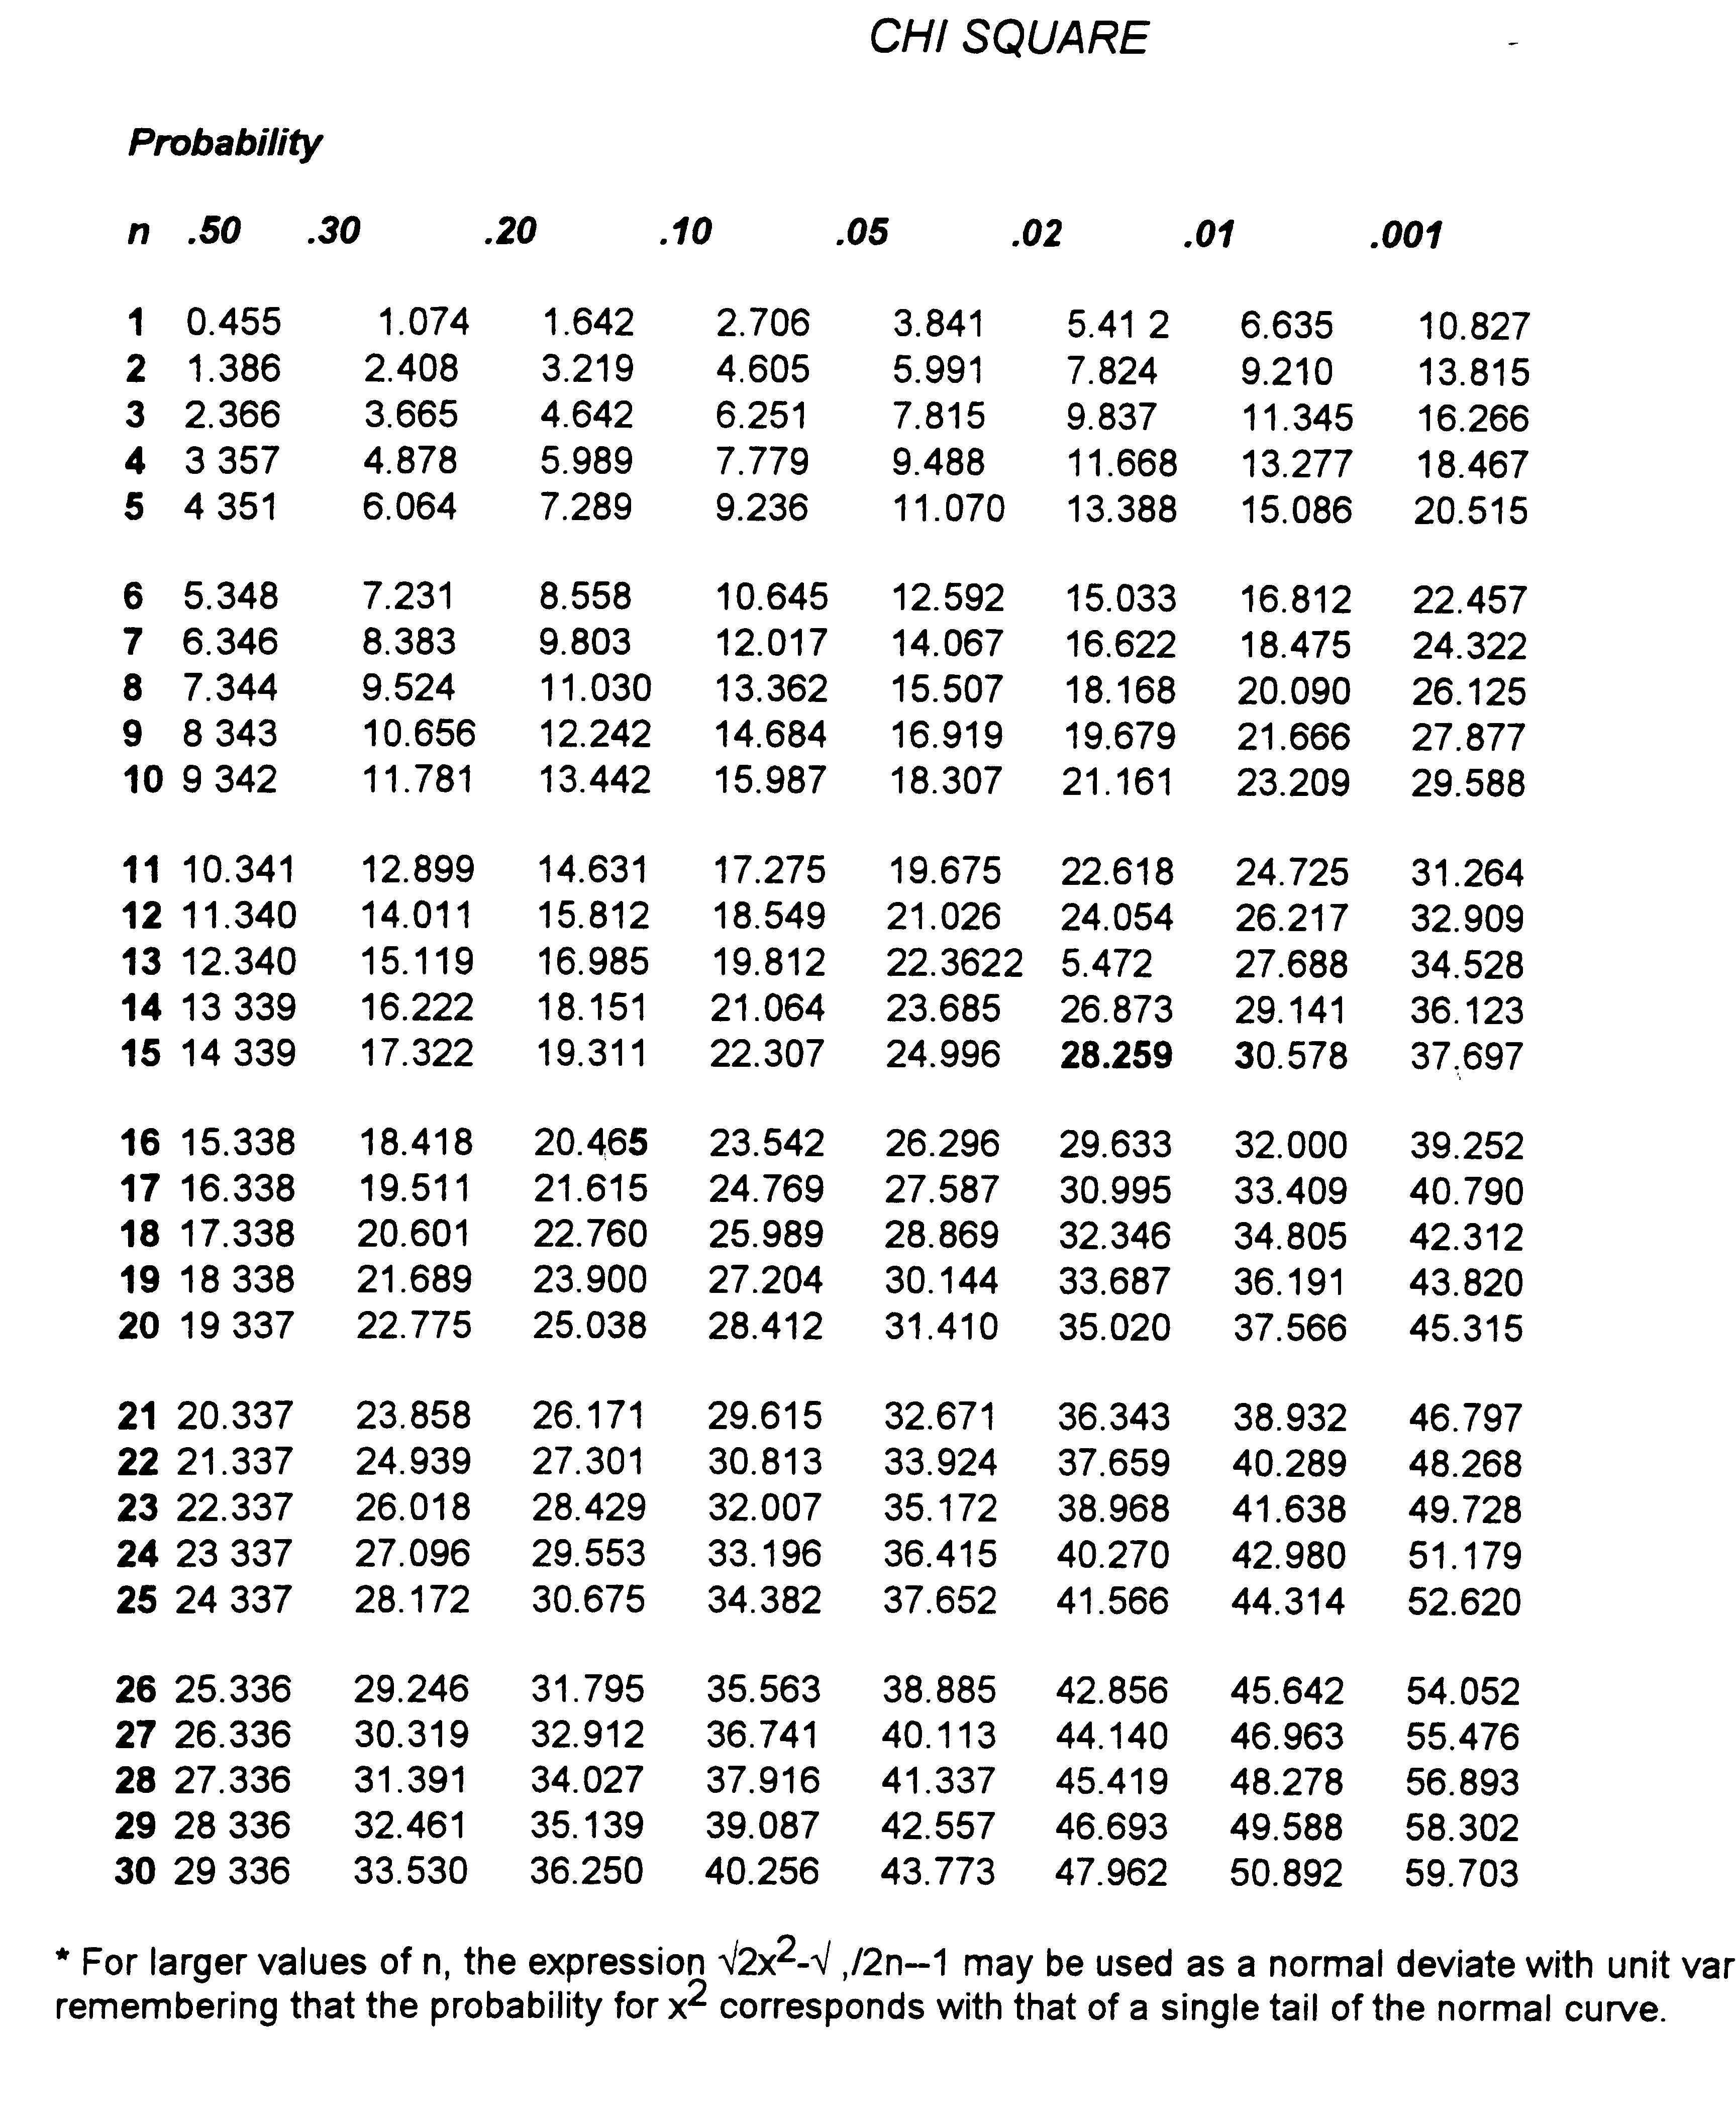 CHI SQUARE
Probability
n .50 .30 .20 .10 .05 .02 .01 .001
1 0.455 1.074 1.642 2.706 3.841 5.41 2 6.635 10.827
2 1.386 2.408 3.219 4.605 5.991 7.824 9.210 13.815
3 2.366 3.665 4.642 6.251 7.815 9.837 11.345 16.266
4 3 357 4.878 5.989 7.779 9.488 11.668 13.277 18.467
5 4 351 6.064 7.289 9.236 11.070 13.388 15.086 20.515
6 5.348 7.231 8.558 10.645 12.592 15.033 16.812 22.457
7 6.346 8.383 9.803 12.017 14.067 16.622 18.475 24.322
8 7.344 9.524 11.030 13.362 15.507 18.168 20.090 26.125
9 8 343 10.656 12.242 14.684 16.919 19.679 21.666 27.877
10 9 342 11.781 13.442 15.987 18.307 21.161 23.209 29.588
11 10.341 12.899 14.631 17.275 19.675 22.618 24.725 31.264
12 11.340 14.011 15.812 18.549 21.026 24.054 26.217 32.909
13 12.340 15.119 16.985 19.812 22.3622 5.472 27.688 34.528
14 13 339 16.222 18.151 21.064 23.685 26.873 29.141 36.123
15 14 339 17.322 19.311 22.307 24.996 28.259 30.578 37.697
16 15.338 18.418 20.465 23.542 26.296 29.633 32.000 39.252
17 16.338 19.511 21.615 24.769 27.587 30.995 33.409 40.790
18 17.338 20.601 22.760 25.989 28.869 32.346 34.805 42.312
19 18 338 21.689 23.900 27.204 30.144 33.687 36.191 43.820
20 19 337 22.775 25.038 28.412 31.410 35.020 37.566 45.315
21 20.337 23.858 26.171 29.615 32.671 36.343 38.932 46.797
22 21.337 24.939 27.301 30.813 33.924 37.659 40.289 48.268
23 22.337 26.018 28.429 32.007 35.172 38.968 41.638 49.728
24 23 337 27.096 29.553 33.196 36.415 40.270 42.980 51.179
25 24 337 28.172 30.675 34.382 37.652 41.566 44.314 52.620
26 25.336 29.246 31.795 35.563 38.885 42.856 45.642 54.052
27 26.336 30.319 32.912 36.741 40.113 44.140 46.963 55.476
28 27.336 31.391 34.027 37.916 41.337 45.419 48.278 56.893
29 28 336 32.461 35.139 39.087 42.557 46.693 49.588 58.302
30 29 336 33.530 36.250 40.256 43.773 47.962 50.892 59.703
* For larger values of n, the expression √2x²-√ ,/2n--1 may be used as a normal deviate with unit var
remembering that the probability for x² corresponds with that of a single tail of the normal curve.